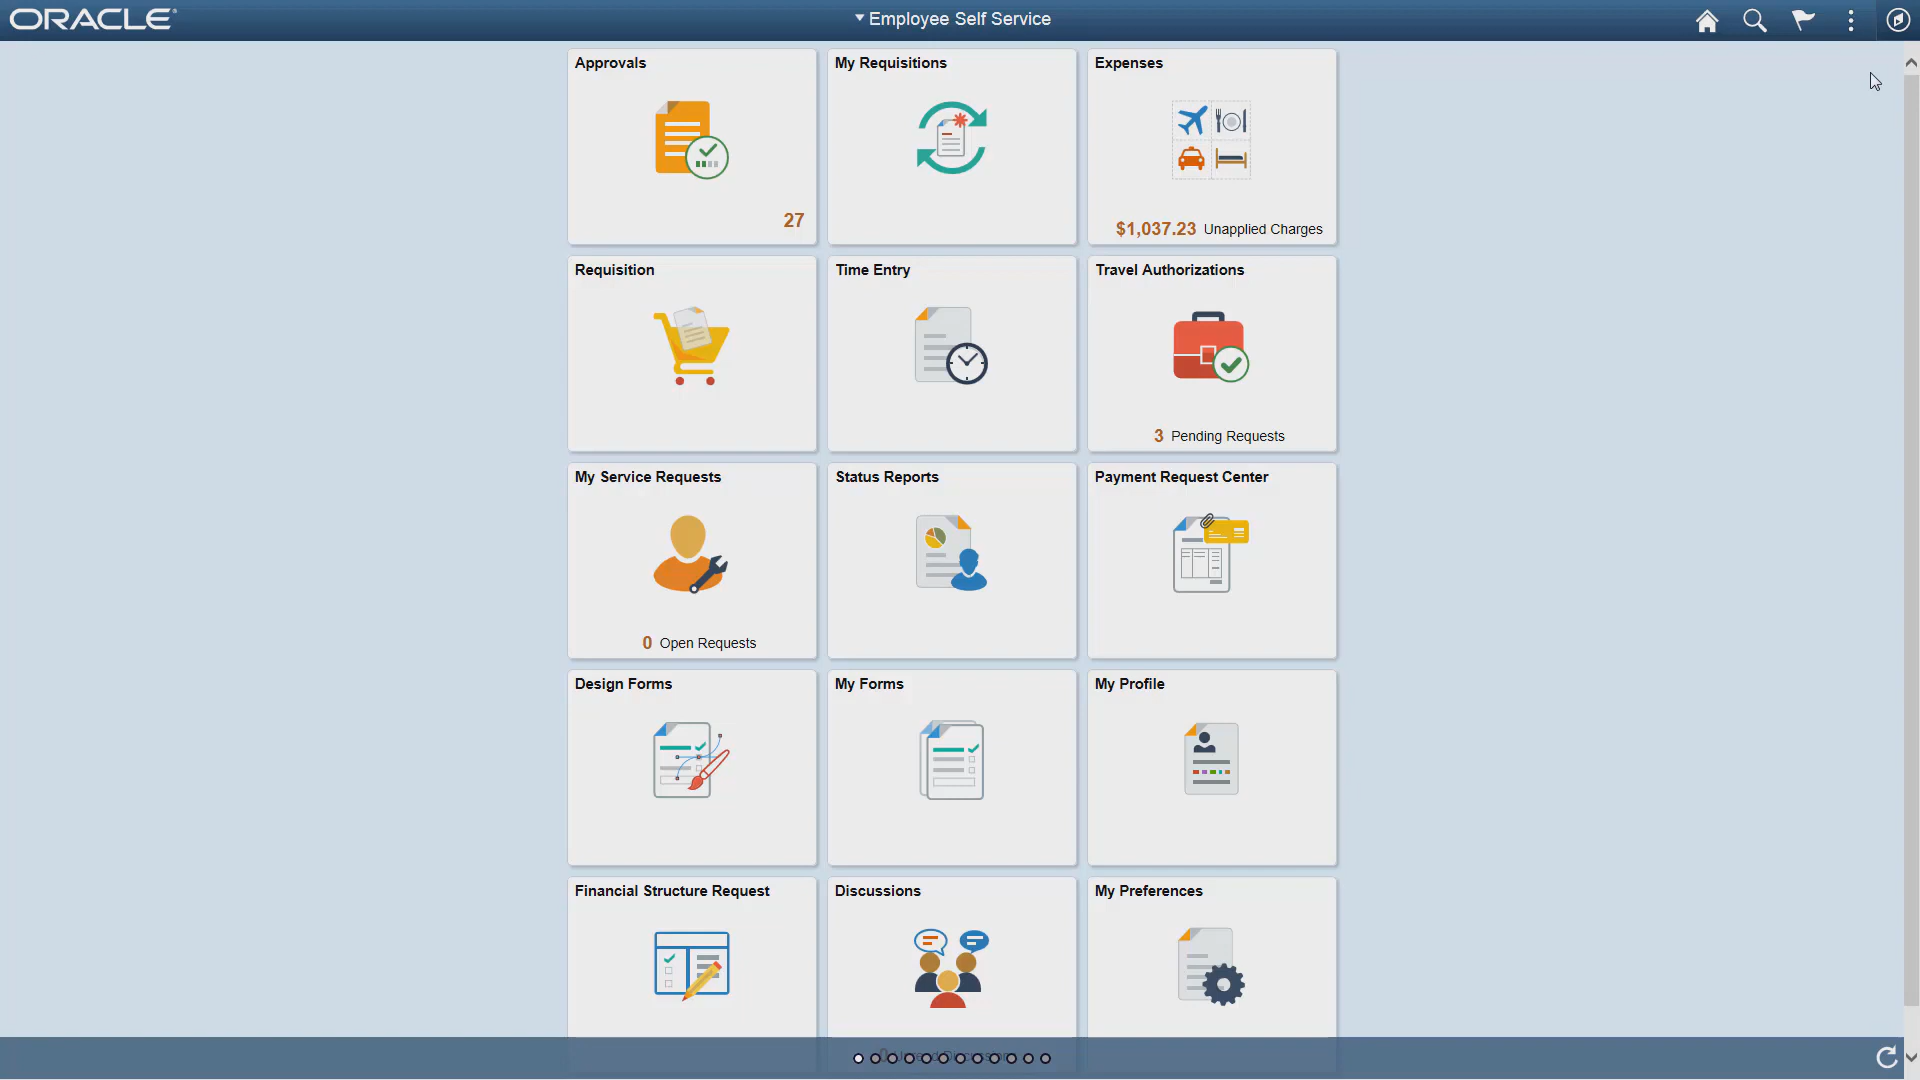 ORACLE
Employee Self Service
Approvals
27
My Requisitions
Expenses
$1,037.23 Unapplied Charges
Requisition
Time Entry
Travel Authorizations
3 Pending Requests
My Service Requests
0 Open Requests
Status Reports
Payment Request Center
Design Forms
My Forms
My Profile
Financial Structure Request
Discussions
My Preferences